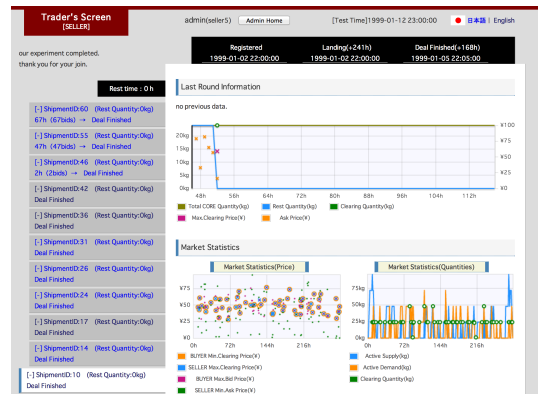 Trader's Screen
[SELLER]
admin(seller5) Admin Home [Test Time]1999-01-12 23:00:00 日本語 | English
our experiment completed,
thank you for your join.
Registered
1999-01-02 22:00:00
Landing(+241h)
1999-01-02 22:00:00
Deal Finished(+168h)
1999-01-05 22:05:00
Rest time : 0 h
[-] ShipmentID:60 (Rest Quantity:0kg)
67h (67bids) → Deal Finished
[-] ShipmentID:55 (Rest Quantity:0kg)
47h (47bids) → Deal Finished
[-] ShipmentID:46 (Rest Quantity:0kg)
2h (2bids) → Deal Finished
[-] ShipmentID:42 (Rest Quantity:0kg)
Deal Finished
[-] ShipmentID:36 (Rest Quantity:0kg)
Deal Finished
[-] ShipmentID:31 (Rest Quantity:0kg)
Deal Finished
[-] ShipmentID:26 (Rest Quantity:0kg)
Deal Finished
[-] ShipmentID:24 (Rest Quantity:0kg)
Deal Finished
[-] ShipmentID:17 (Rest Quantity:0kg)
Deal Finished
[-] ShipmentID:14 (Rest Quantity:0kg)
Deal Finished
[-] ShipmentID:10 (Rest Quantity:0kg)
Deal Finished
Last Round Information
no previous data.
20kg
15kg
10kg
5kg
0kg
¥100
¥75
¥50
¥25
¥0
48h 56h 64h 72h 80h 88h 96h 104h 112h
Total CORE Quantity(kg) Rest Quantity(kg) Clearing Quantity(kg)
Max.Clearing Price(¥) Ask Price(¥)
Market Statistics
Market Statistics(Price)
¥75
¥50
¥25
¥0
0h 72h 144h 216h
BUYER Min.Clearing Price(¥)
SELLER Max.Clearing Price(¥)
BUYER Max.Bid Price(¥)
SELLER Min.Ask Price(¥)
Market Statistics(Quantities)
75kg
50kg
25kg
0kg
0h 72h 144h 216h
Active Supply(kg)
Active Demand(kg)
Clearing Quantity(kg)